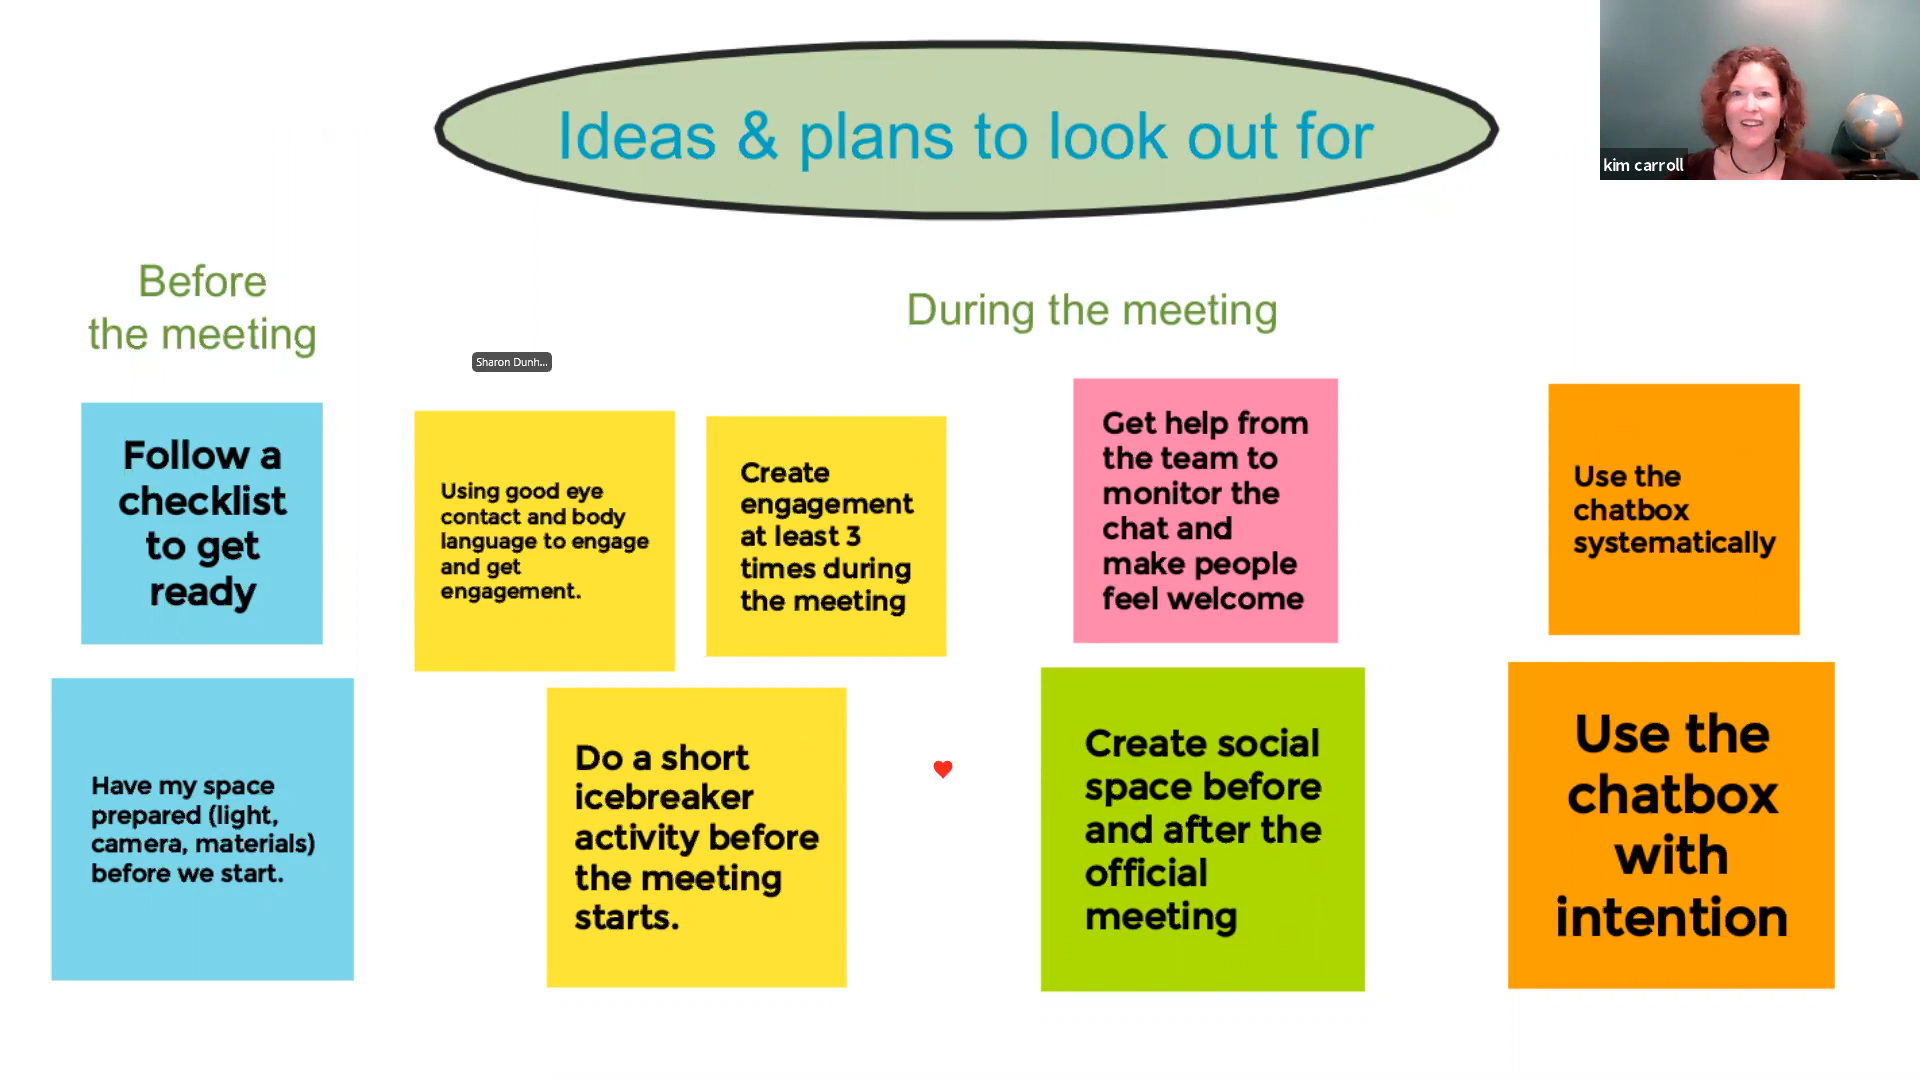 Ideas & plans to look out for
kim carroll
Before
the meeting
During the meeting
Sharon Dunh...
Follow a
checklist
to get
ready
Using good eye
contact and body
language to engage
and get
engagement.
Create
engagement
at least 3
times during
the meeting
Get help from
the team to
monitor the
chat and
make people
feel welcome
Use the
chatbox
systematically
Have my space
prepared (light,
camera, materials)
before we start.
Do a short
icebreaker
activity before
the meeting
starts.
Create social
space before
and after the
official
meeting
Use the
chatbox
with
intention